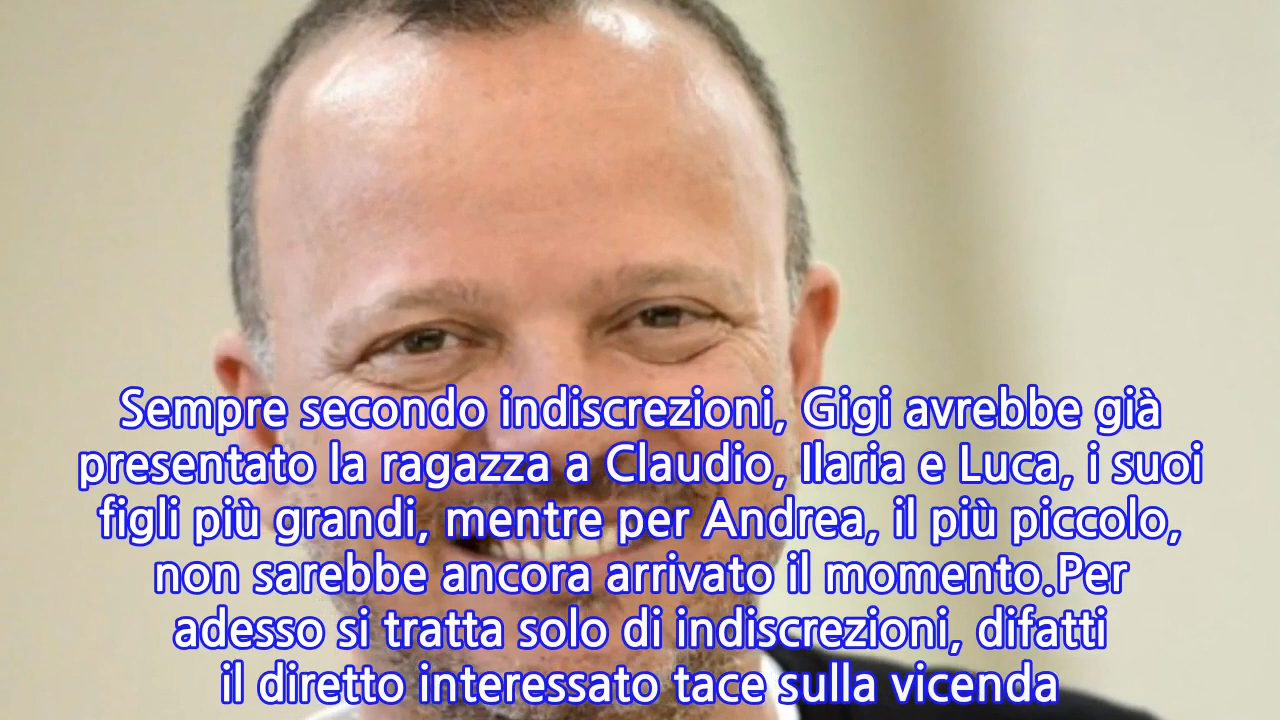 Sempre secondo indiscrezioni, Gigi avrebbe già
presentato la ragazza a Claudio, Ilaria e Luca, i suoi
figli più grandi, mentre per Andrea, il più piccolo,
non sarebbe ancora arrivato il momento.Per
adesso si tratta solo di indiscrezioni, difatti
il diretto interessato tace sulla vicenda